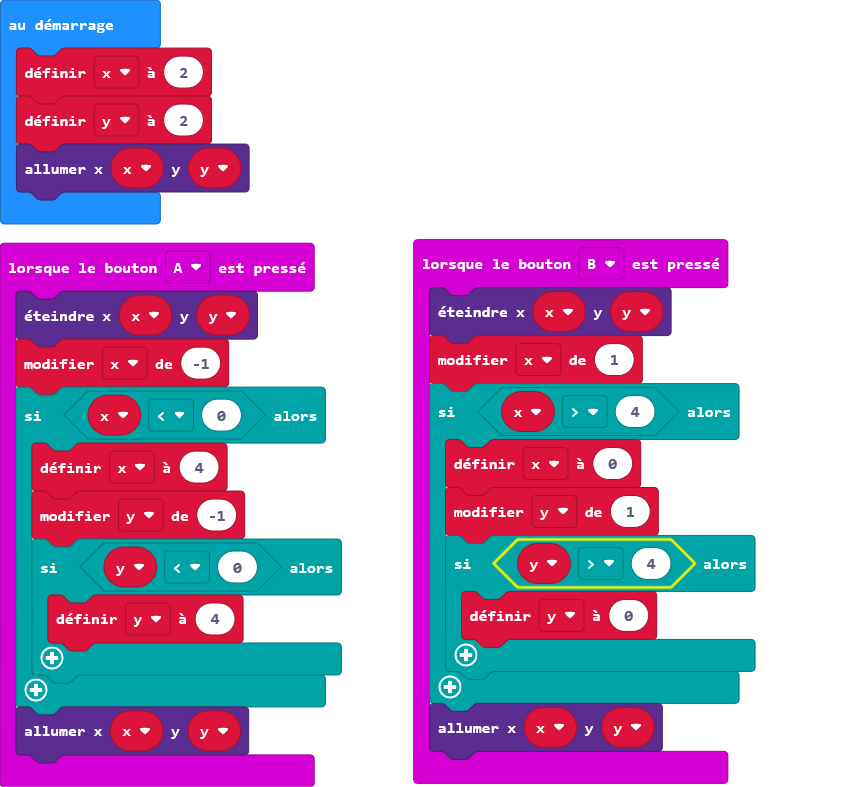 au démarrage
définir x à 2
définir y à 2
allumer x x y y
lorsque le bouton A est pressé
éteindre x x y y
modifier x de -1
si x < 0 alors
définir x à 4
modifier y de -1
si y < 0 alors
définir y à 4
allumer x x y y
lorsque le bouton B est pressé
éteindre x x y y
modifier x de 1
si x > 4 alors
définir x à 0
modifier y de 1
si y > 4 alors
définir y à 0
allumer x x y y